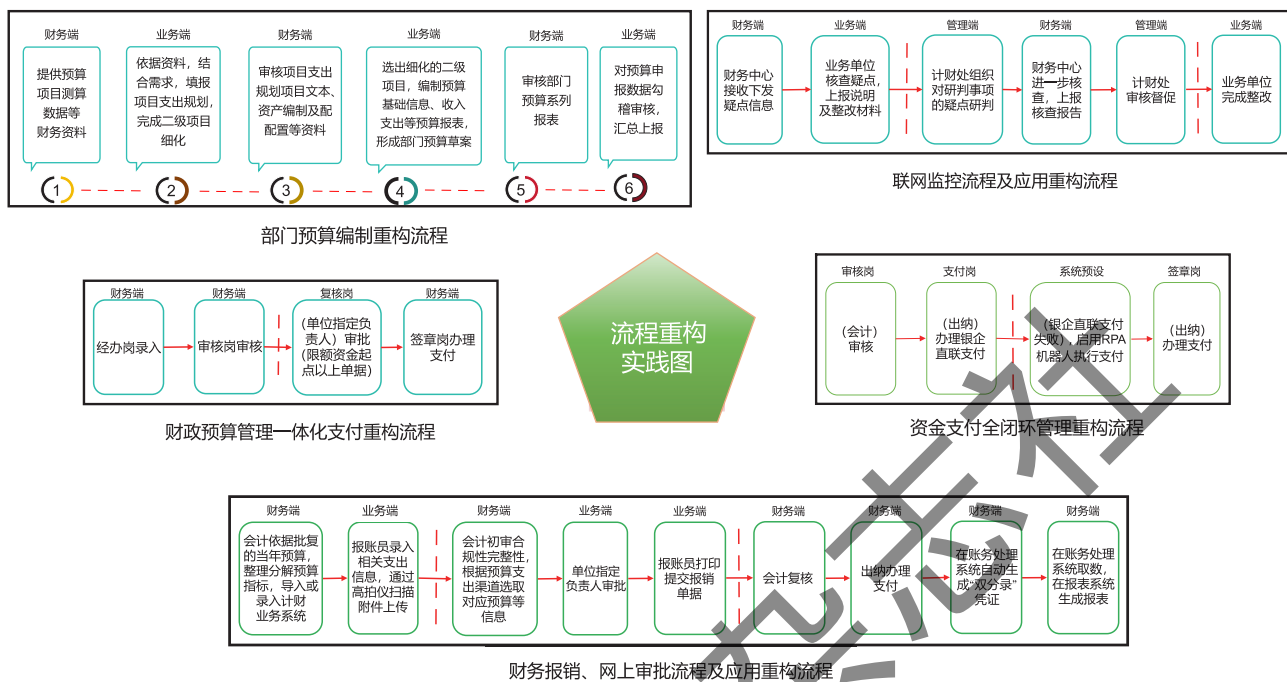 财务端
提供预算
项目测算
数据等
财务资料
1
业务端
依据资料，结
合需求，填报
项目支出规划，
完成二级项目
细化
2
财务端
审核项目支出
规划项目文本、
资产编制及配
配置等资料
3
业务端
选出细化的二级
项目，编制预算
基础信息、收入
支出等预算报表，
形成部门预算草案
4
财务端
审核部门
预算系列
报表
5
业务端
对预算申
报数据勾
稽审核，
汇总上报
6
部门预算编制重构流程
财务端
财务中心
接收下发
疑点信息
业务端
业务单位
核查疑点，
上报说明
及整改材料
管理端
计财处组织
对研判事项
的疑点研判
财务端
财务中心
进一步核
查，上报
核查报告
管理端
计财处
审核督促
业务端
业务单位
完成整改
联网监控流程及应用重构流程
财务端
经办岗录入
财务端
审核岗审核
复核岗
（单位指定负
责人）审批
（限额资金起
点以上单据）
财务端
签章岗办理
支付
财政预算管理一体化支付重构流程
流程重构
实践图
审核岗
（会计）
审核
支付岗
（出纳）
办理银企
直联支付
系统预设
（银企直联支付
失败），启用RPA
机器人执行支付
签章岗
（出纳）
办理支付
资金支付全闭环管理重构流程
财务端
会计依据批复
的当年预算，
整理分解预算
指标，导入或
录入计财
业务系统
业务端
报账员录入
相关支出
信息，通过
高拍仪扫描
附件上传
财务端
会计初审合
规性完整性，
根据预算支
出渠道选取
对应预算等
信息
业务端
单位指定
负责人审批
业务端
报账员打印
提交报销
单据
财务端
会计复核
财务端
出纳办理
支付
财务端
在账务处理
系统自动生
成“双分录”
凭证
财务端
在账务处理
系统取数，
在报表系统
生成报表
财务报销、网上审批流程及应用重构流程
杂志社